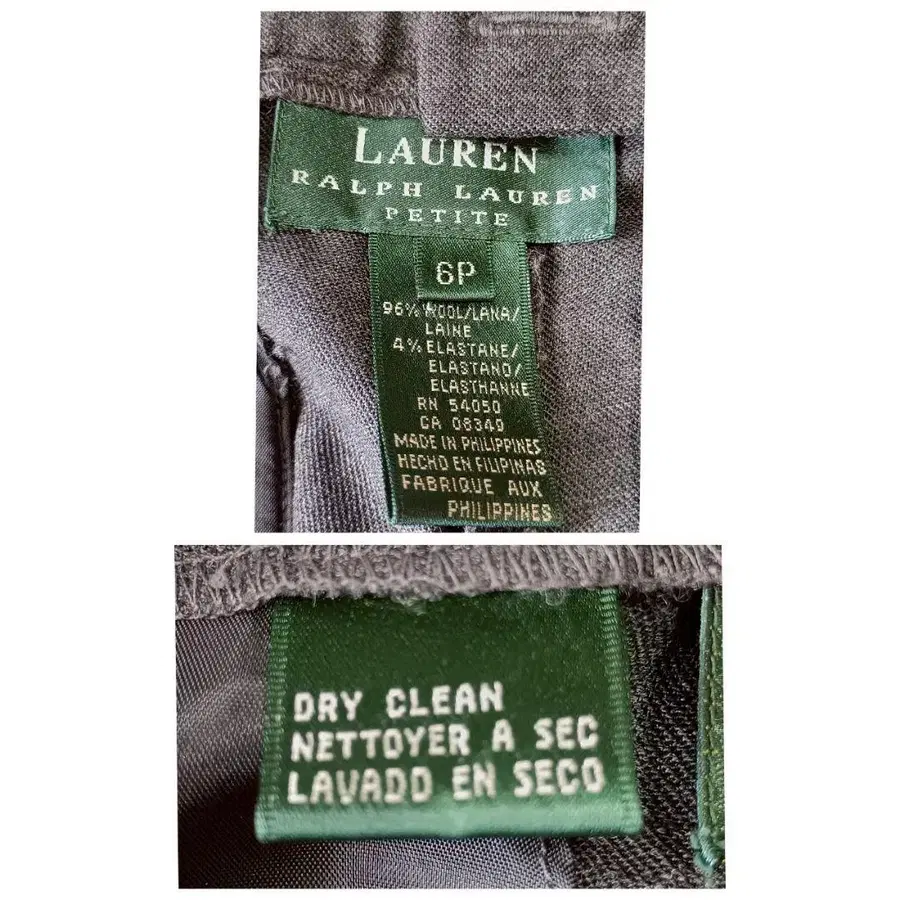 LAUREN
RALPH LAUREN
PETITE
6P
96% WOOL/LANA/
LAINE
4% ELASTANE/
ELASTANO/
ELASTHANNE
RN 54050
CA 08349
MADE IN PHILIPPINES
HECHO EN FILIPINAS
FABRIQUE AUX
PHILIPPINES
DRY CLEAN
NETTOYER A SEC
LAVADO EN SECO